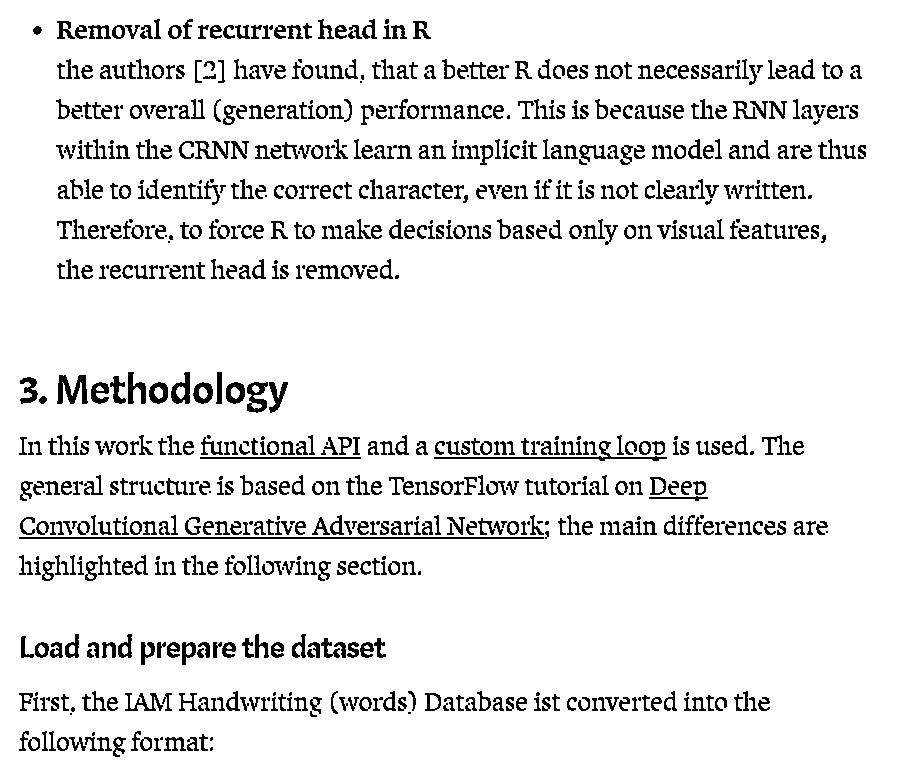 • Removal of recurrent head in R
the authors [2] have found, that a better R does not necessarily lead to a
better overall (generation) performance. This is because the RNN layers
within the CRNN network learn an implicit language model and are thus
able to identify the correct character, even if it is not clearly written.
Therefore, to force R to make decisions based only on visual features,
the recurrent head is removed.
3. Methodology
In this work the functional API and a custom training loop is used. The
general structure is based on the TensorFlow tutorial on Deep
Convolutional Generative Adversarial Network; the main differences are
highlighted in the following section.
Load and prepare the dataset
First, the IAM Handwriting (words) Database ist converted into the
following format: